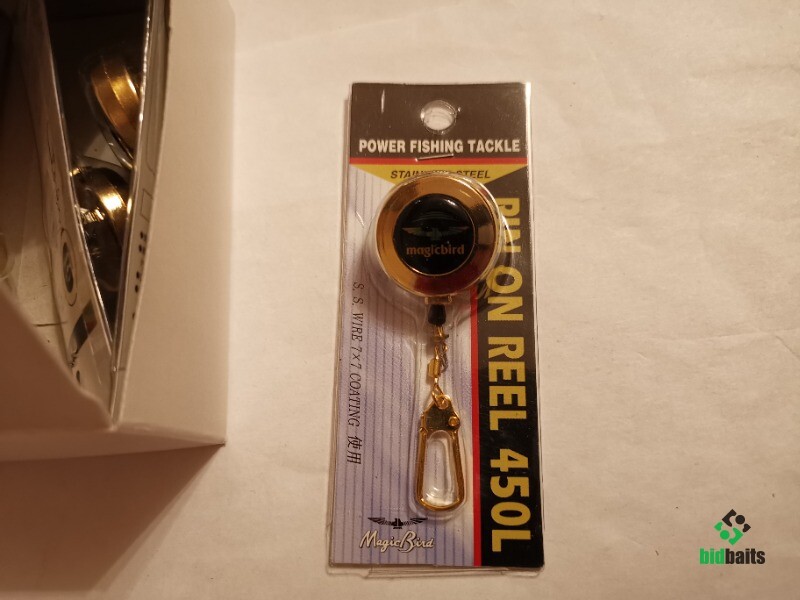 POWER FISHING TACKLE
STAINLESS STEEL
magicbird
PIN ON REEL 450L
S. S. WIRE 7×7 COATING 使用
MagicBird
bidbaits